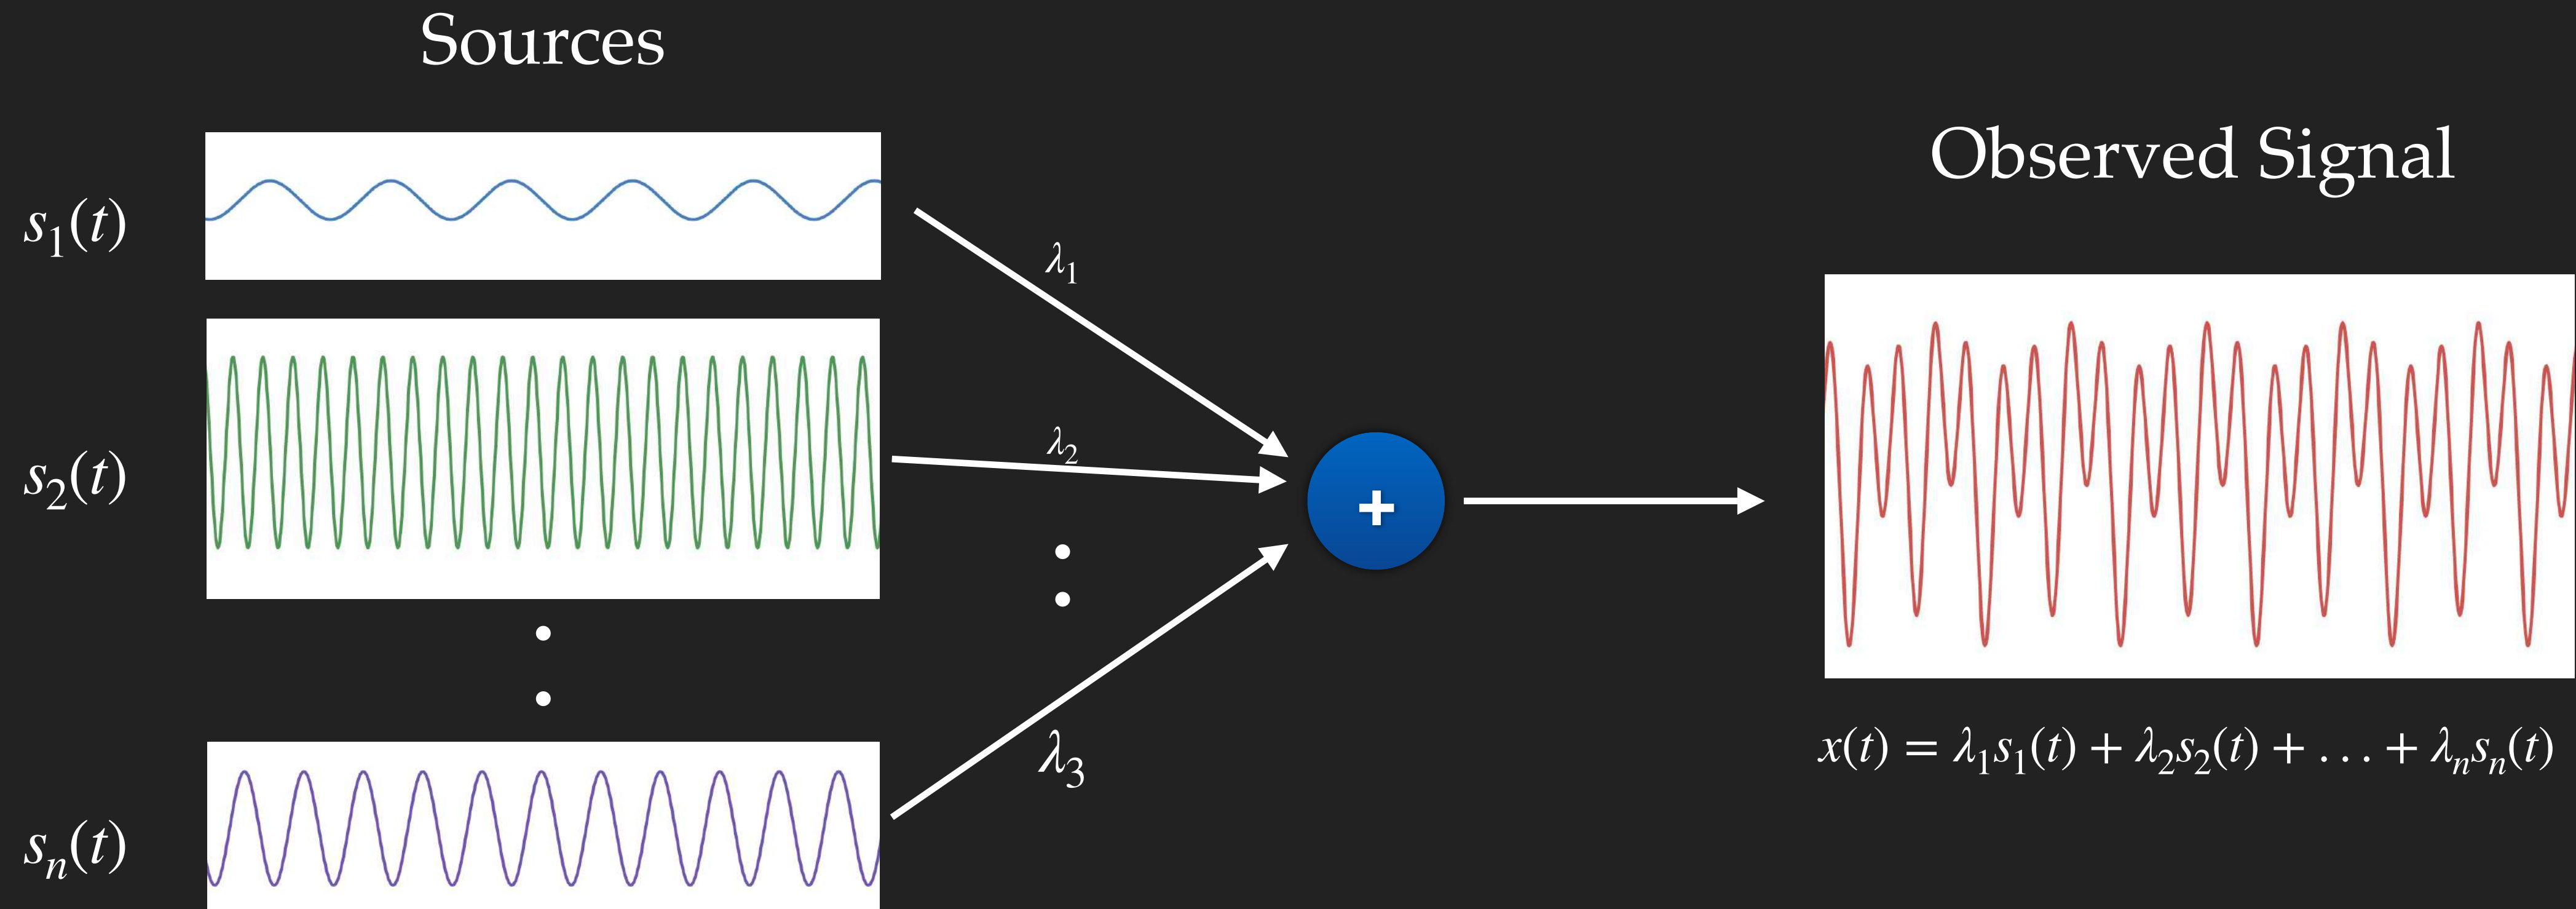 Sources
Observed Signal
s₁(t)
λ₁
s₂(t)
λ₂
+
λ₃
x(t) = λ₁s₁(t) + λ₂s₂(t) + . . . + λₙsₙ(t)
sₙ(t)